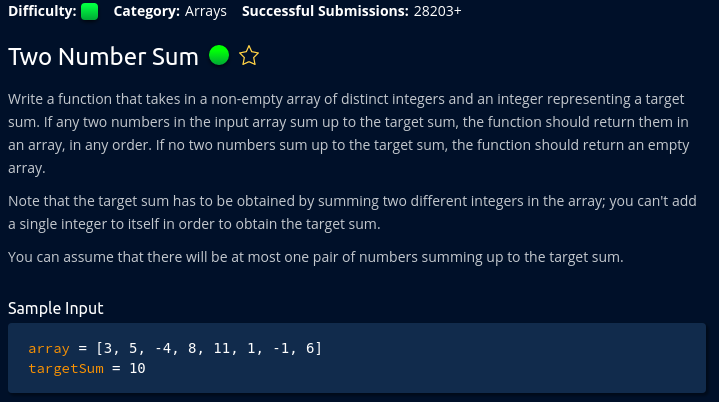 Difficulty: Category: Arrays Successful Submissions: 28203+
Two Number Sum
Write a function that takes in a non-empty array of distinct integers and an integer representing a target
sum. If any two numbers in the input array sum up to the target sum, the function should return them in
an array, in any order. If no two numbers sum up to the target sum, the function should return an empty
array.
Note that the target sum has to be obtained by summing two different integers in the array; you can't add
a single integer to itself in order to obtain the target sum.
You can assume that there will be at most one pair of numbers summing up to the target sum.
Sample Input
array = [3, 5, -4, 8, 11, 1, -1, 6]
targetSum = 10